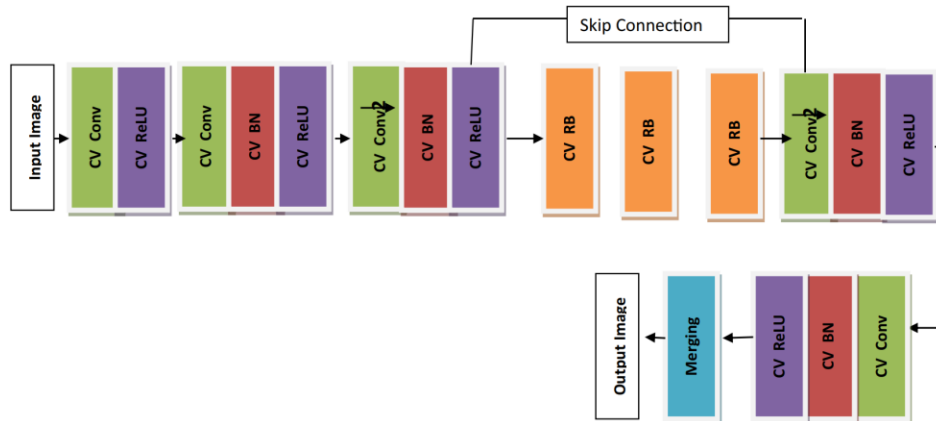 Skip Connection
Input Image
CV Conv
CV ReLU
CV Conv
CV BN
CV ReLU
CV Conv2
CV BN
CV ReLU
CV RB
CV RB
CV RB
CV Conv2
CV BN
CV ReLU
Output Image
Merging
CV ReLU
CV BN
CV Conv